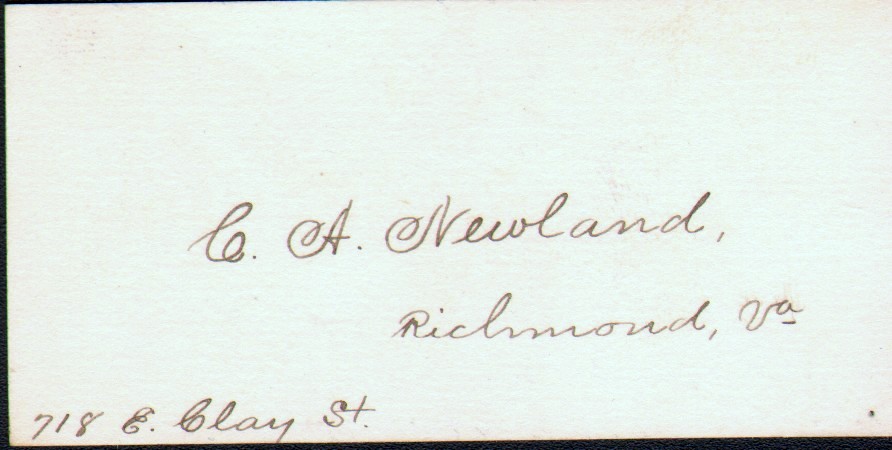 C. A. Newland,
Richmond, Va
718 E. Clay St.